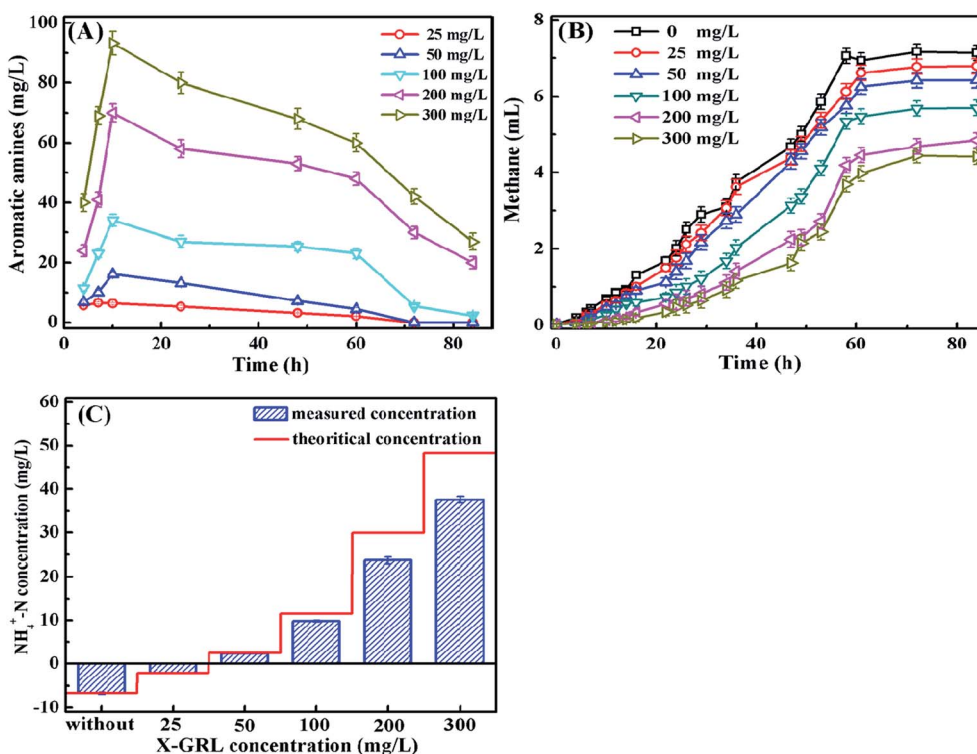 (A)
25 mg/L
50 mg/L
100 mg/L
200 mg/L
300 mg/L
Aromatic amines (mg/L)
100
80
60
40
20
0
0 20 40 60 80
Time (h)
(B)
0 mg/L
25 mg/L
50 mg/L
100 mg/L
200 mg/L
300 mg/L
Methane (mL)
8
6
4
2
0
0 20 40 60 80
Time (h)
(C)
measured concentration
theoritical concentration
NH₄⁺-N concentration (mg/L)
60
50
40
30
20
10
0
-10
without 25 50 100 200 300
X-GRL concentration (mg/L)